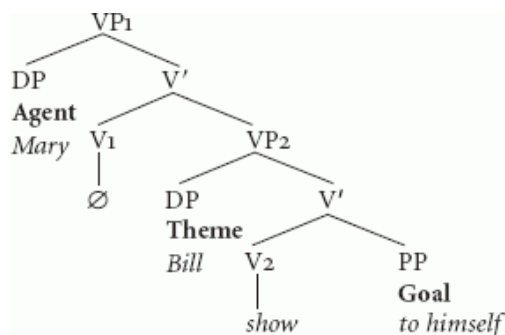 VP1
DP V′
Agent
Mary V1 VP2
∅ DP V′
Theme
Bill V2 PP
Goal
show to himself